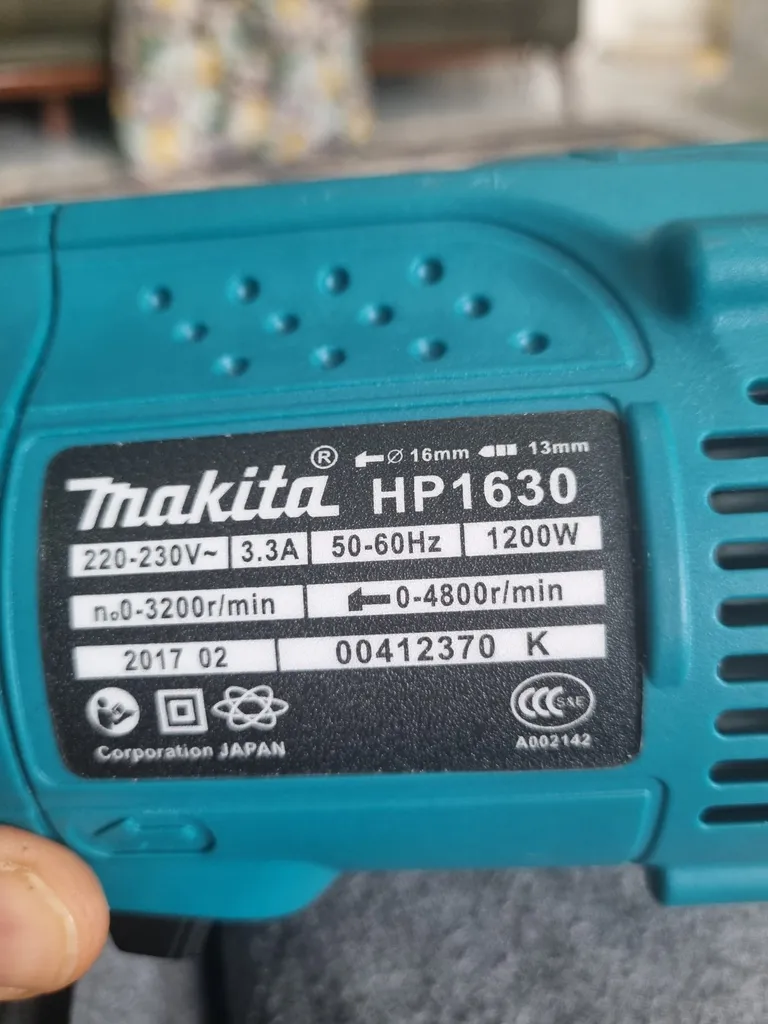 ® Ø 16mm 13mm
makita HP1630
220-230V~ 3.3A 50-60Hz 1200W
n₀0-3200r/min 0-4800r/min
2017 02 00412370 K
CCC S&E
Corporation JAPAN A002142